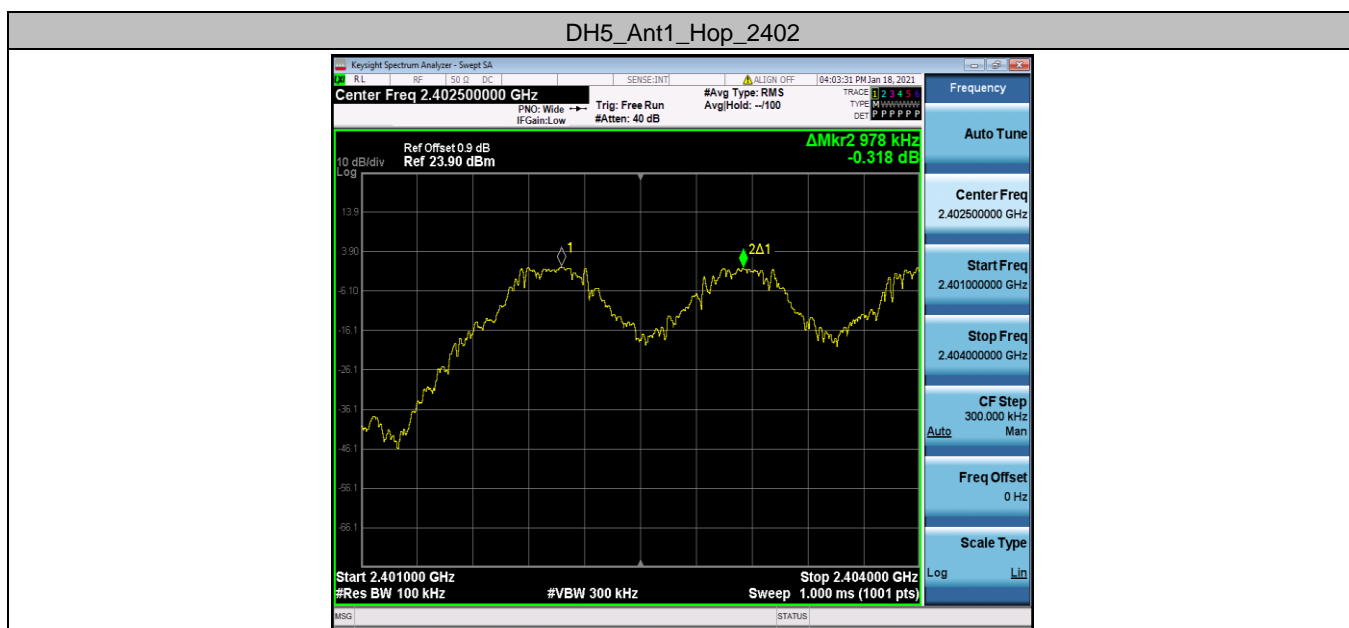 DH5_Ant1_Hop_2402
Keysight Spectrum Analyzer - Swept SA
RL RF 50 Ω DC SENSE:INT ALIGN OFF 04:03:31 PM Jan 18, 2021
Center Freq 2.402500000 GHz
PNO: Wide
IFGain:Low
Trig: Free Run
#Atten: 40 dB
#Avg Type: RMS
Avg|Hold: --/100
TRACE 1 2 3 4 5 6
TYPE M WWWWW
DET P P P P P P
ΔMkr2 978 kHz
-0.318 dB
Ref Offset 0.9 dB
10 dB/div Ref 23.90 dBm
Log
13.9
3.90
-6.10
-16.1
-26.1
-36.1
-46.1
-56.1
-66.1
1
2Δ1
Start 2.401000 GHz
Stop 2.404000 GHz
#Res BW 100 kHz
#VBW 300 kHz
Sweep 1.000 ms (1001 pts)
MSG
STATUS
Frequency
Auto Tune
Center Freq
2.402500000 GHz
Start Freq
2.401000000 GHz
Stop Freq
2.404000000 GHz
CF Step
300.000 kHz
Auto Man
Freq Offset
0 Hz
Scale Type
Log Lin